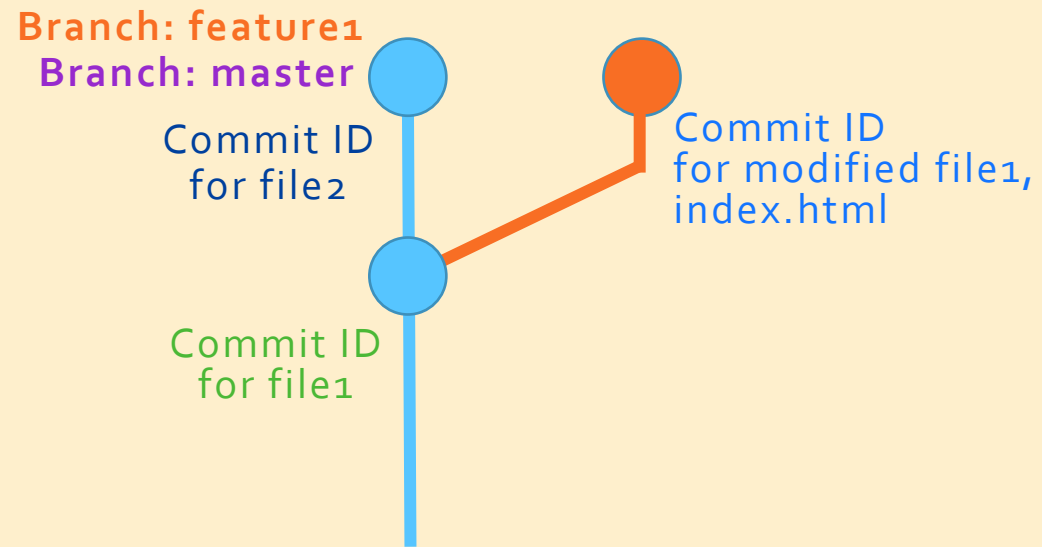 Branch: feature1
Branch: master
Commit ID
for file2
Commit ID
for modified file1,
index.html
Commit ID
for file1